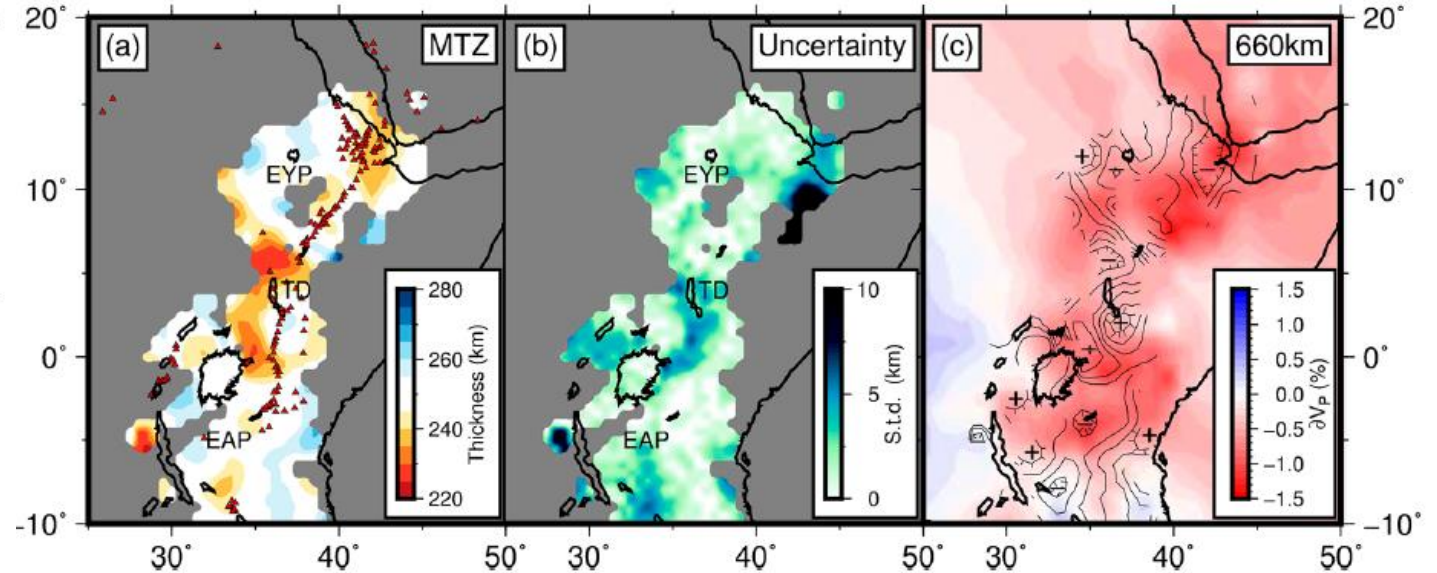 (a) MTZ (b) Uncertainty (c) 660km
20˚ 20˚
EYP EYP
10˚ 10˚
TD TD
280 10 1.5
1.0
260 0.5
0˚ 5 0.0 0˚
240 -0.5
-1.0
220 0 -1.5
Thickness (km) S.t.d. (km) ∂Vₚ (%)
EAP EAP
+ + + + + +
− − −
-10˚ -10˚
30˚ 40˚ 50˚ 30˚ 40˚ 50˚ 30˚ 40˚ 50˚